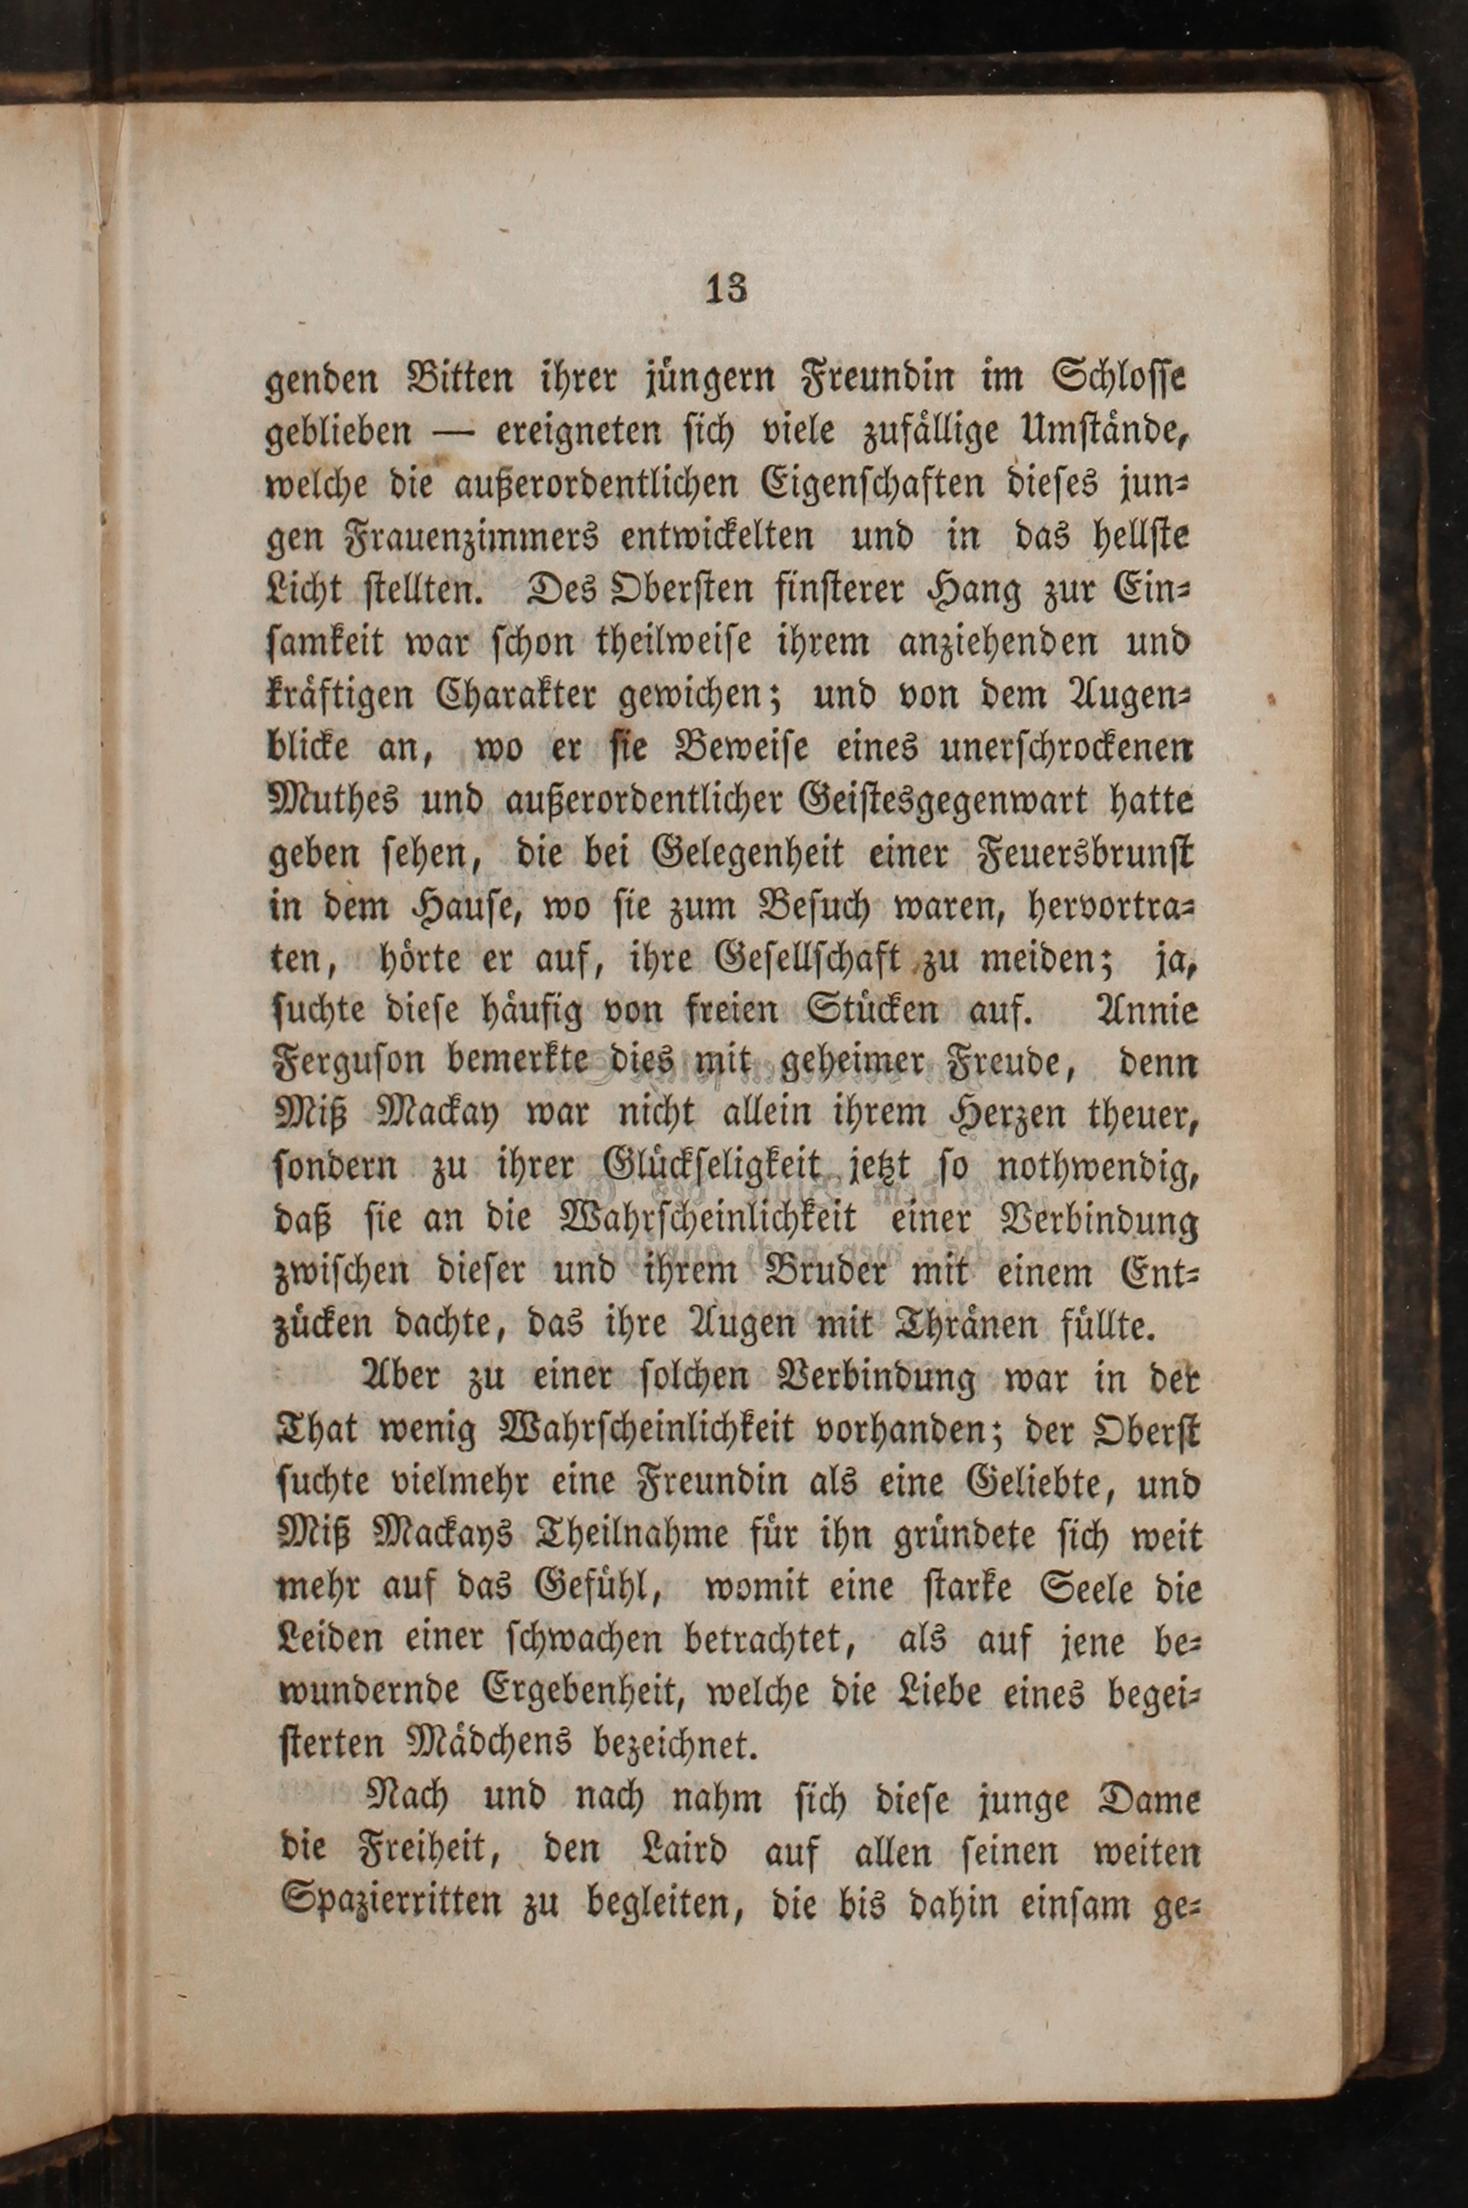 13
genden Bitten ihrer jüngern Freundin im Schlosse
geblieben — ereigneten sich viele zufällige Umstände,
welche die außerordentlichen Eigenschaften dieses jun-
gen Frauenzimmers entwickelten und in das hellste
Licht stellten. Des Obersten finsterer Hang zur Ein-
samkeit war schon theilweise ihrem anziehenden und
kräftigen Charakter gewichen; und von dem Augen-
blicke an, wo er sie Beweise eines unerschrockenen
Muthes und außerordentlicher Geistesgegenwart hatte
geben sehen, die bei Gelegenheit einer Feuersbrunst
in dem Hause, wo sie zum Besuch waren, hervortra-
ten, hörte er auf, ihre Gesellschaft zu meiden; ja,
suchte diese häufig von freien Stücken auf. Annie
Ferguson bemerkte dies mit geheimer Freude, denn
Miß Mackay war nicht allein ihrem Herzen theuer,
sondern zu ihrer Glückseligkeit jetzt so nothwendig,
daß sie an die Wahrscheinlichkeit einer Verbindung
zwischen dieser und ihrem Bruder mit einem Ent-
zücken dachte, das ihre Augen mit Thränen füllte.
Aber zu einer solchen Verbindung war in der
That wenig Wahrscheinlichkeit vorhanden; der Oberst
suchte vielmehr eine Freundin als eine Geliebte, und
Miß Mackays Theilnahme für ihn gründete sich weit
mehr auf das Gefühl, womit eine starke Seele die
Leiden einer schwachen betrachtet, als auf jene be-
wundernde Ergebenheit, welche die Liebe eines begei-
sterten Mädchens bezeichnet.
Nach und nach nahm sich diese junge Dame
die Freiheit, den Laird auf allen seinen weiten
Spazierritten zu begleiten, die bis dahin einsam ge-